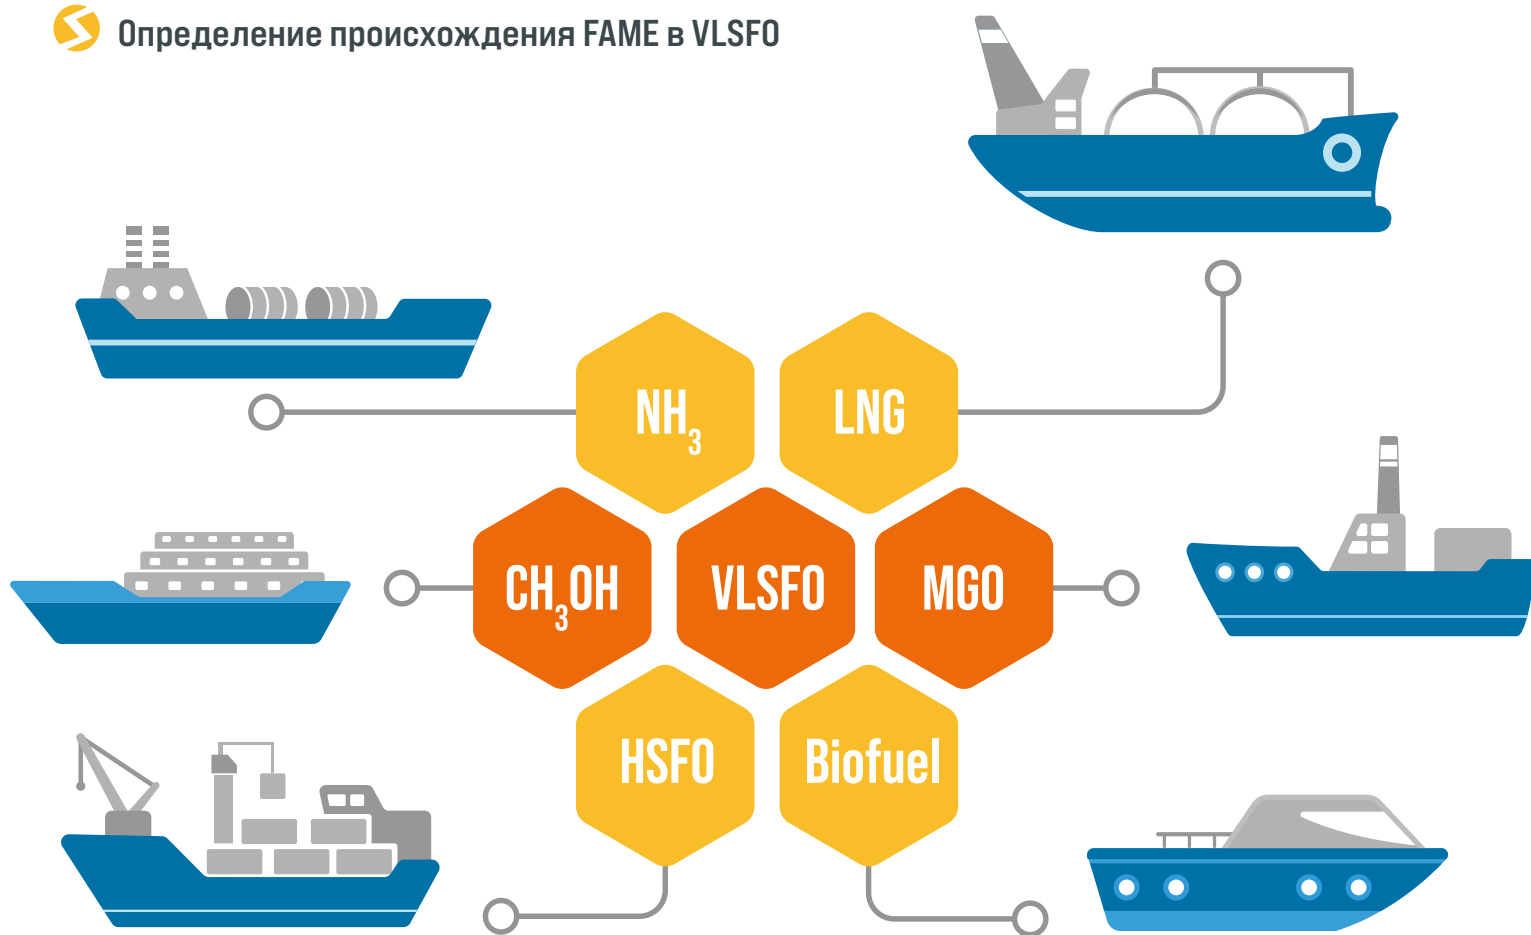 Определение происхождения FAME в VLSFO
NH₃
LNG
CH₃OH
VLSFO
MGO
HSFO
Biofuel